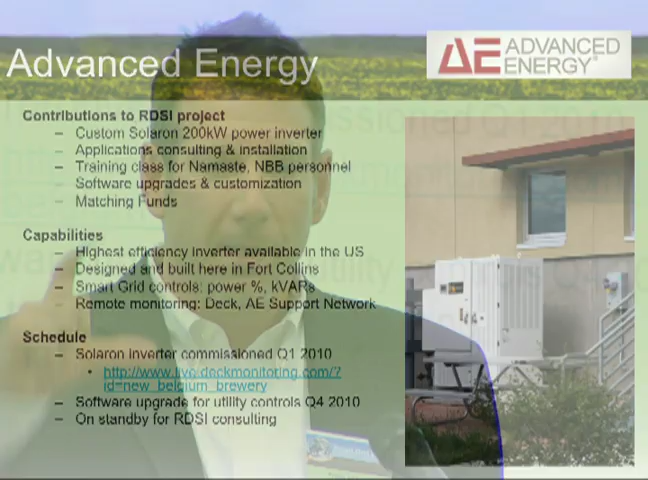 Advanced Energy
AE ADVANCED
ENERGY
Contributions to RDSI project
– Custom Solaron 200kW power inverter
– Applications consulting & installation
– Training class for Namaste, NBB personnel
– Software upgrades & customization
– Matching Funds
Capabilities
– Highest efficiency inverter available in the US
– Designed and built here in Fort Collins
– Smart Grid controls: power %, kVARs
– Remote monitoring: Deck, AE Support Network
Schedule
– Solaron inverter commissioned Q1 2010
• http://www.live.deckmonitoring.com/?
id=new_belgium_brewery
– Software upgrade for utility controls Q4 2010
– On standby for RDSI consulting